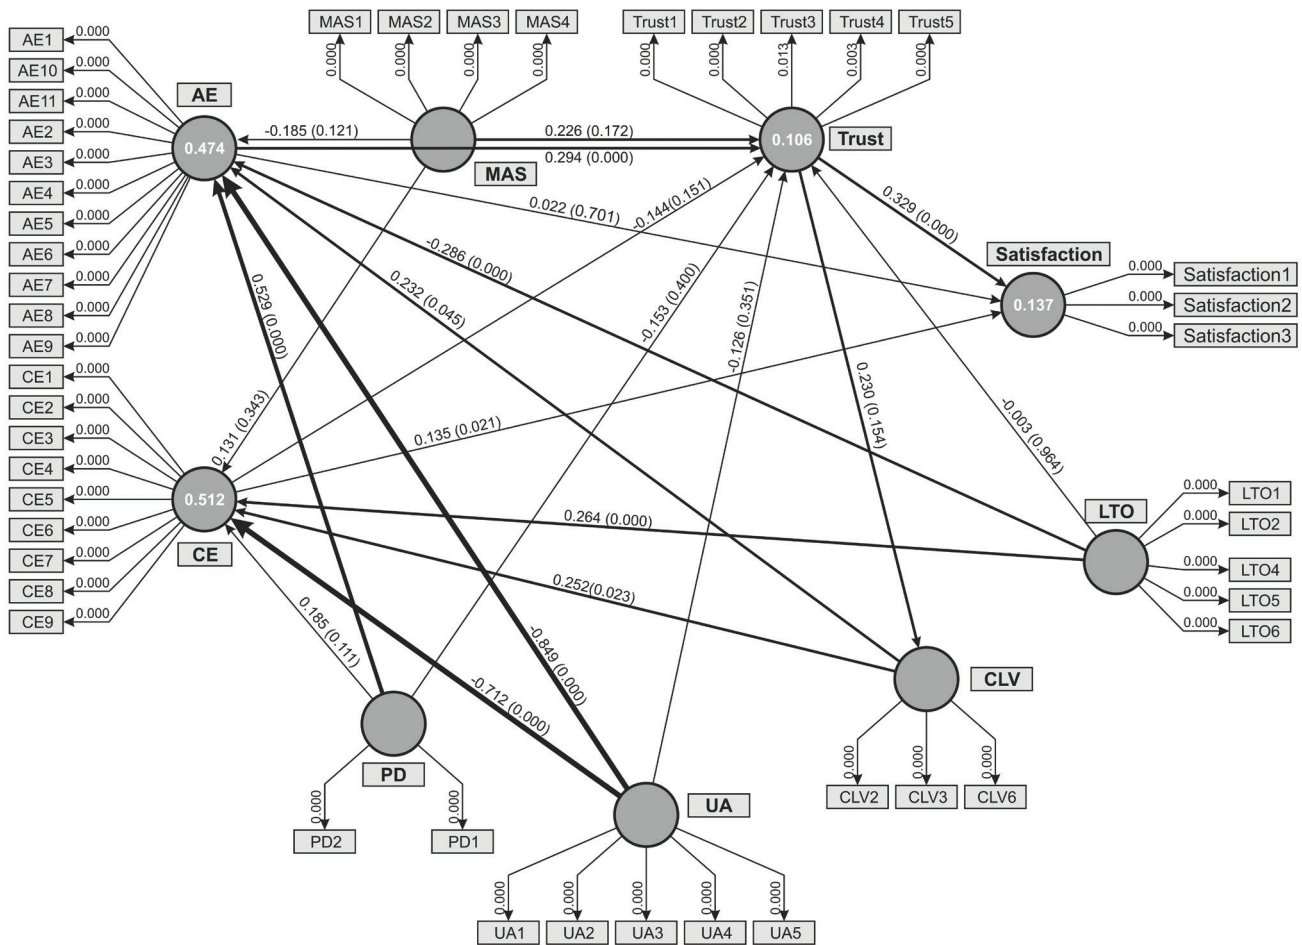 MAS1
MAS2
MAS3
MAS4
0.000
0.000
0.000
0.000
Trust1
Trust2
Trust3
Trust4
Trust5
0.000
0.000
0.013
0.003
0.000
AE1
0.000
AE10
0.000
AE11
0.000
AE2
0.000
AE3
0.000
AE4
0.000
AE5
0.000
AE6
0.000
AE7
0.000
AE8
0.000
AE9
0.000
AE
0.474
-0.185 (0.121)
MAS
0.226 (0.172)
0.294 (0.000)
0.106
Trust
0.022 (0.701)
-0.144(0.151)
0.329 (0.000)
Satisfaction
0.137
0.000
Satisfaction1
0.000
Satisfaction2
0.000
Satisfaction3
-0.286 (0.000)
0.232 (0.045)
0.529 (0.000)
-0.153 (0.400)
-0.126 (0.351)
0.131 (0.343)
0.135 (0.021)
0.230 (0.154)
-0.003 (0.964)
CE1
0.000
CE2
0.000
CE3
0.000
CE4
0.000
CE5
0.000
CE6
0.000
CE7
0.000
CE8
0.000
CE9
0.000
0.512
CE
0.264 (0.000)
0.252(0.023)
LTO
0.000
LTO1
0.000
LTO2
0.000
LTO4
0.000
LTO5
0.000
LTO6
0.185 (0.111)
-0.849 (0.000)
-0.712 (0.000)
CLV
0.000
0.000
0.000
CLV2
CLV3
CLV6
PD
0.000
0.000
PD2
PD1
UA
0.000
0.000
0.000
0.000
0.000
UA1
UA2
UA3
UA4
UA5